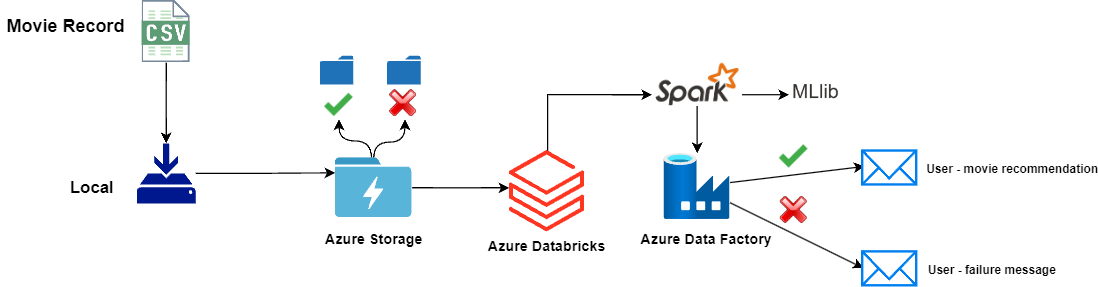 Movie Record
CSV
Spark
MLlib
Local
User - movie recommendation
Azure Storage
Azure Databricks
Azure Data Factory
User - failure message